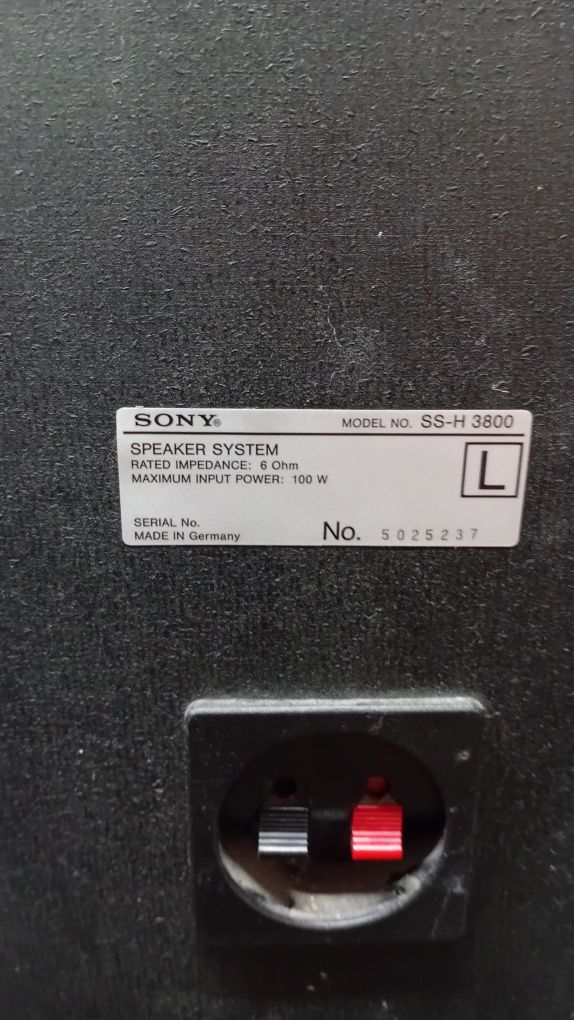 SONY® MODEL NO. SS-H 3800
SPEAKER SYSTEM
RATED IMPEDANCE: 6 Ohm
MAXIMUM INPUT POWER: 100 W
L
SERIAL No.
MADE IN Germany No. 5025237